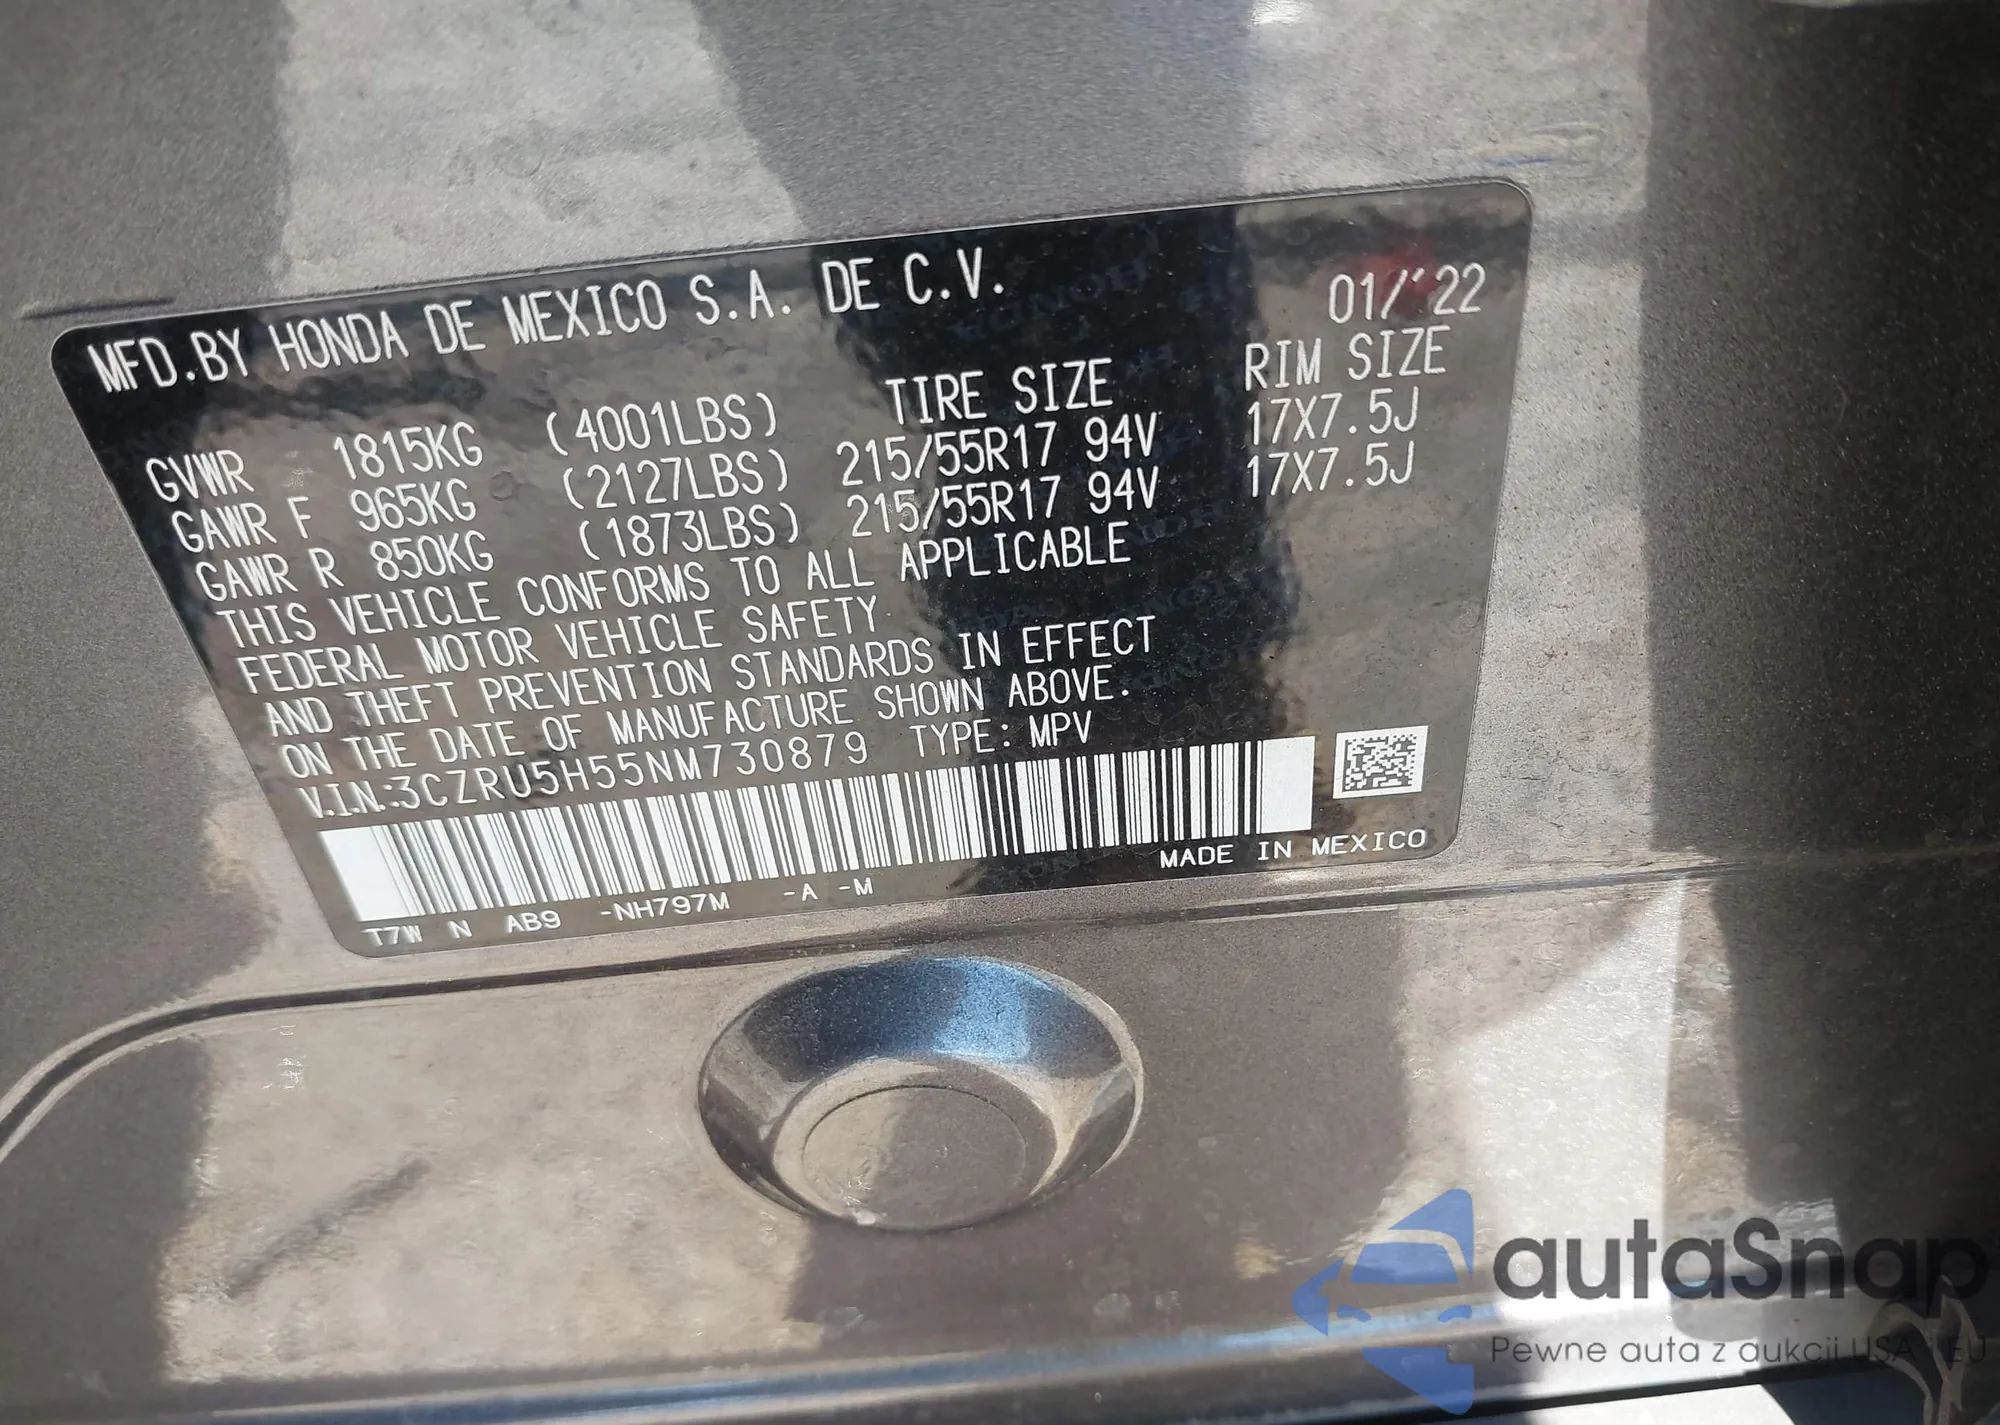 MFD.BY HONDA DE MEXICO S.A. DE C.V. 01/'22
TIRE SIZE RIM SIZE
GVWR 1815KG (4001LBS)
GAWR F 965KG (2127LBS) 215/55R17 94V 17X7.5J
GAWR R 850KG (1873LBS) 215/55R17 94V 17X7.5J
THIS VEHICLE CONFORMS TO ALL APPLICABLE
FEDERAL MOTOR VEHICLE SAFETY
AND THEFT PREVENTION STANDARDS IN EFFECT
ON THE DATE OF MANUFACTURE SHOWN ABOVE.
V.I.N.:3CZRU5H55NM730879 TYPE: MPV
MADE IN MEXICO
T7W N AB9 -NH797M -A -M
autaSnap
Pewne auta z aukcji USA i EU